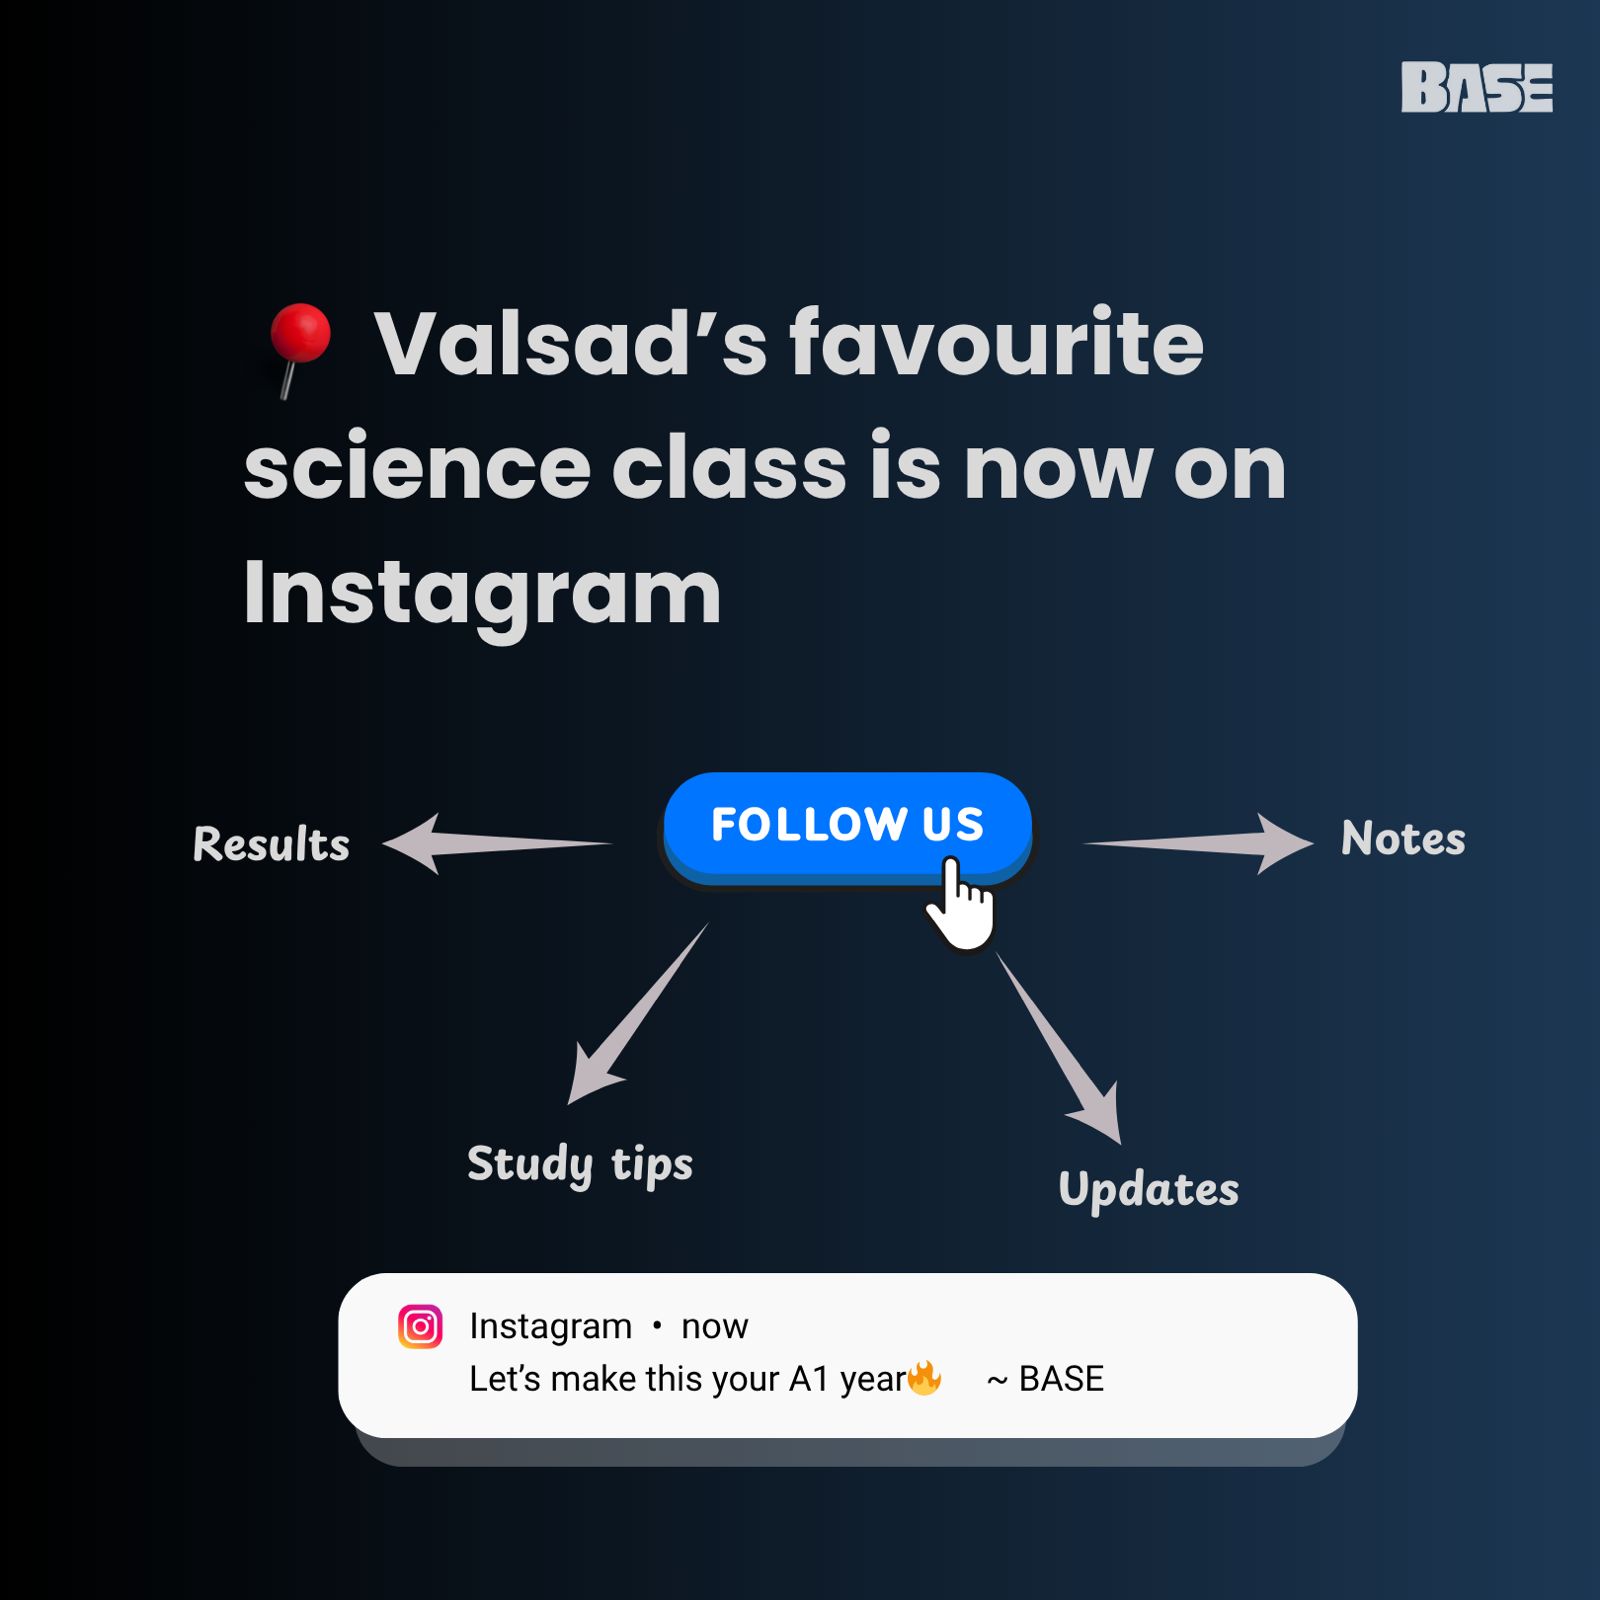 BASE
📍 Valsad’s favourite
science class is now on
Instagram
FOLLOW US
Results
Notes
Study tips
Updates
Instagram • now
Let’s make this your A1 year🔥 ~ BASE